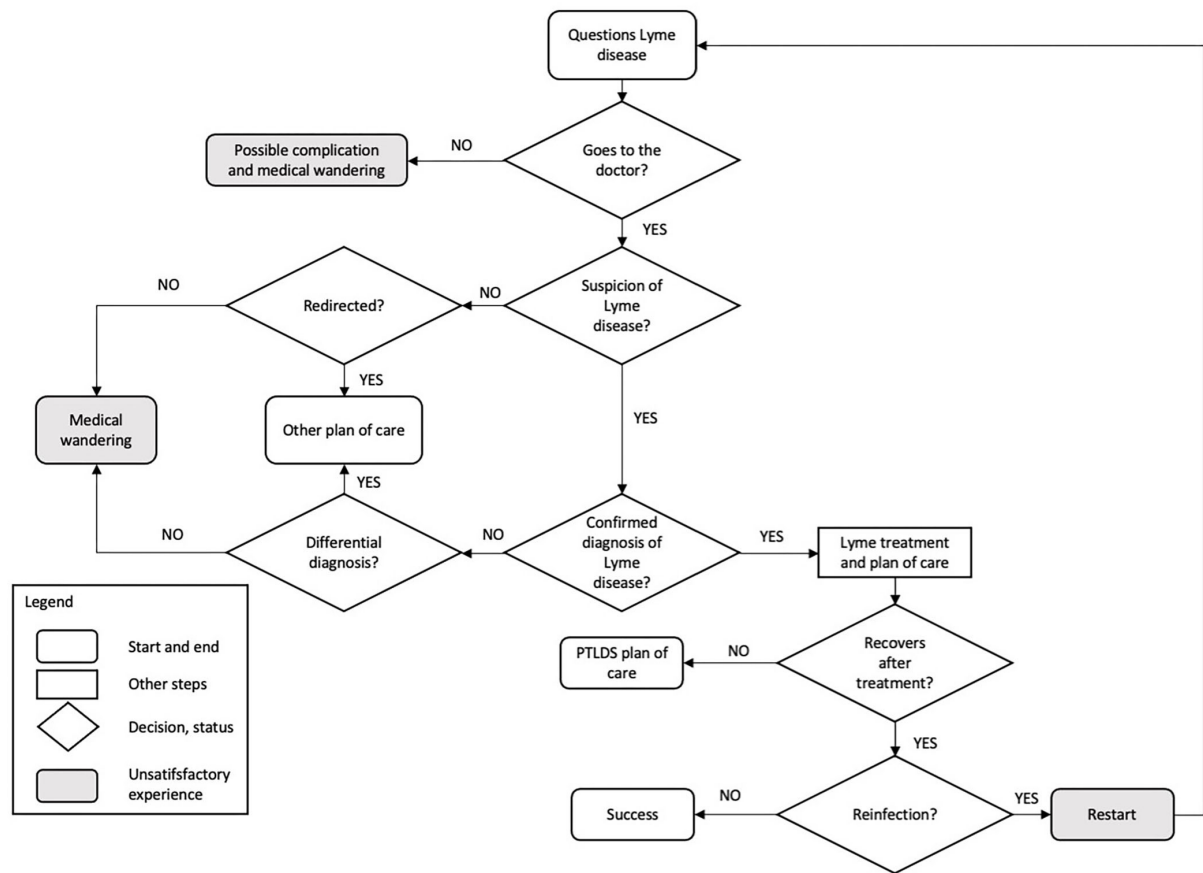 Questions Lyme
disease
Goes to the
doctor?
NO
Possible complication
and medical wandering
YES
Suspicion of
Lyme
disease?
NO
Redirected?
NO
YES
YES
Medical
wandering
Other plan of care
YES
Confirmed
diagnosis of
Lyme
disease?
NO
Differential
diagnosis?
NO
YES
Lyme treatment
and plan of care
Recovers
after
treatment?
NO
PTLDS plan of
care
YES
Reinfection?
NO
Success
YES
Restart
Legend
Start and end
Other steps
Decision, status
Unsatifsfactory
experience